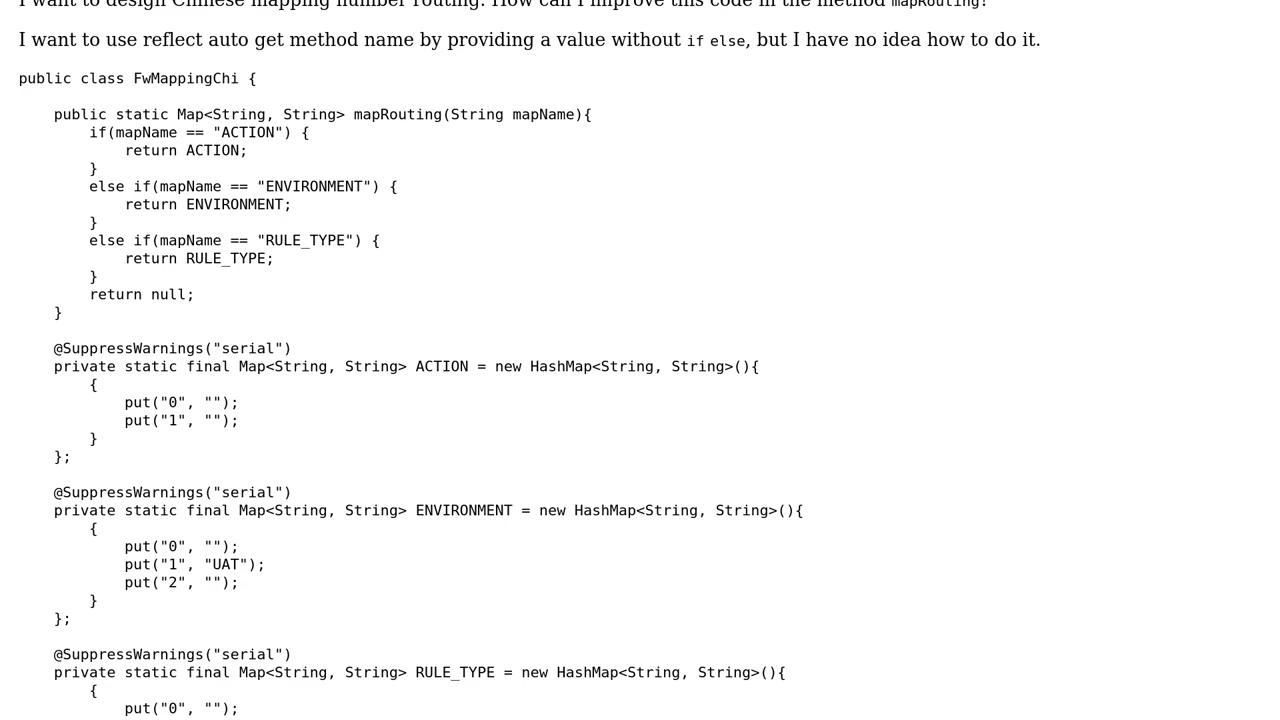 I want to design Chinese mapping number routing. How can I improve this code in the method mapRouting?
I want to use reflect auto get method name by providing a value without if else, but I have no idea how to do it.
public class FwMappingChi {
    public static Map<String, String> mapRouting(String mapName){
        if(mapName == "ACTION") {
            return ACTION;
        }
        else if(mapName == "ENVIRONMENT") {
            return ENVIRONMENT;
        }
        else if(mapName == "RULE_TYPE") {
            return RULE_TYPE;
        }
        return null;
    }
    @SuppressWarnings("serial")
    private static final Map<String, String> ACTION = new HashMap<String, String>(){
        {
            put("0", "");
            put("1", "");
        }
    };
    @SuppressWarnings("serial")
    private static final Map<String, String> ENVIRONMENT = new HashMap<String, String>(){
        {
            put("0", "");
            put("1", "UAT");
            put("2", "");
        }
    };
    @SuppressWarnings("serial")
    private static final Map<String, String> RULE_TYPE = new HashMap<String, String>(){
        {
            put("0", "");